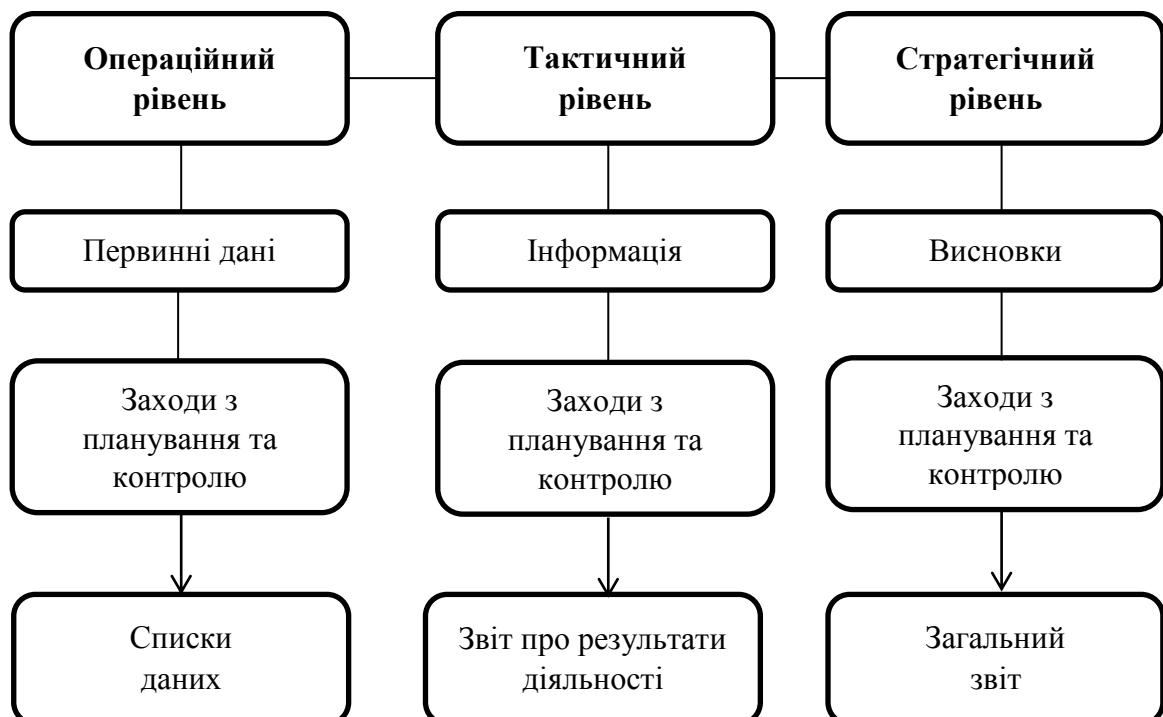 Операційний
рівень
Тактичний
рівень
Стратегічний
рівень
Первинні дані
Інформація
Висновки
Заходи з
планування та
контролю
Заходи з
планування та
контролю
Заходи з
планування та
контролю
Списки
даних
Звіт про результати
діяльності
Загальний
звіт